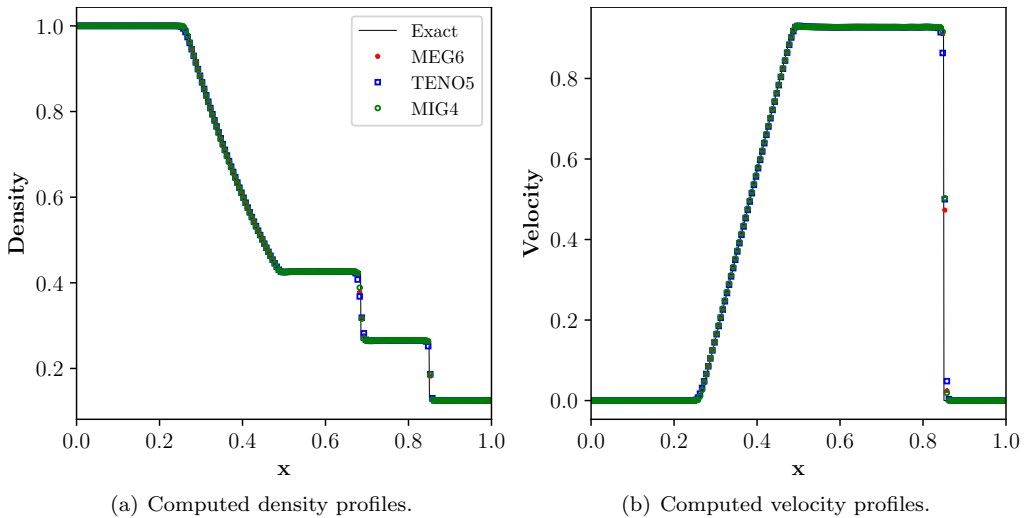 1.0
0.8
0.6
0.4
0.2
Density
0.0 0.2 0.4 0.6 0.8 1.0
x
Exact
MEG6
TENO5
MIG4
(a) Computed density profiles.
0.8
0.6
0.4
0.2
0.0
Velocity
0.0 0.2 0.4 0.6 0.8 1.0
x
(b) Computed velocity profiles.